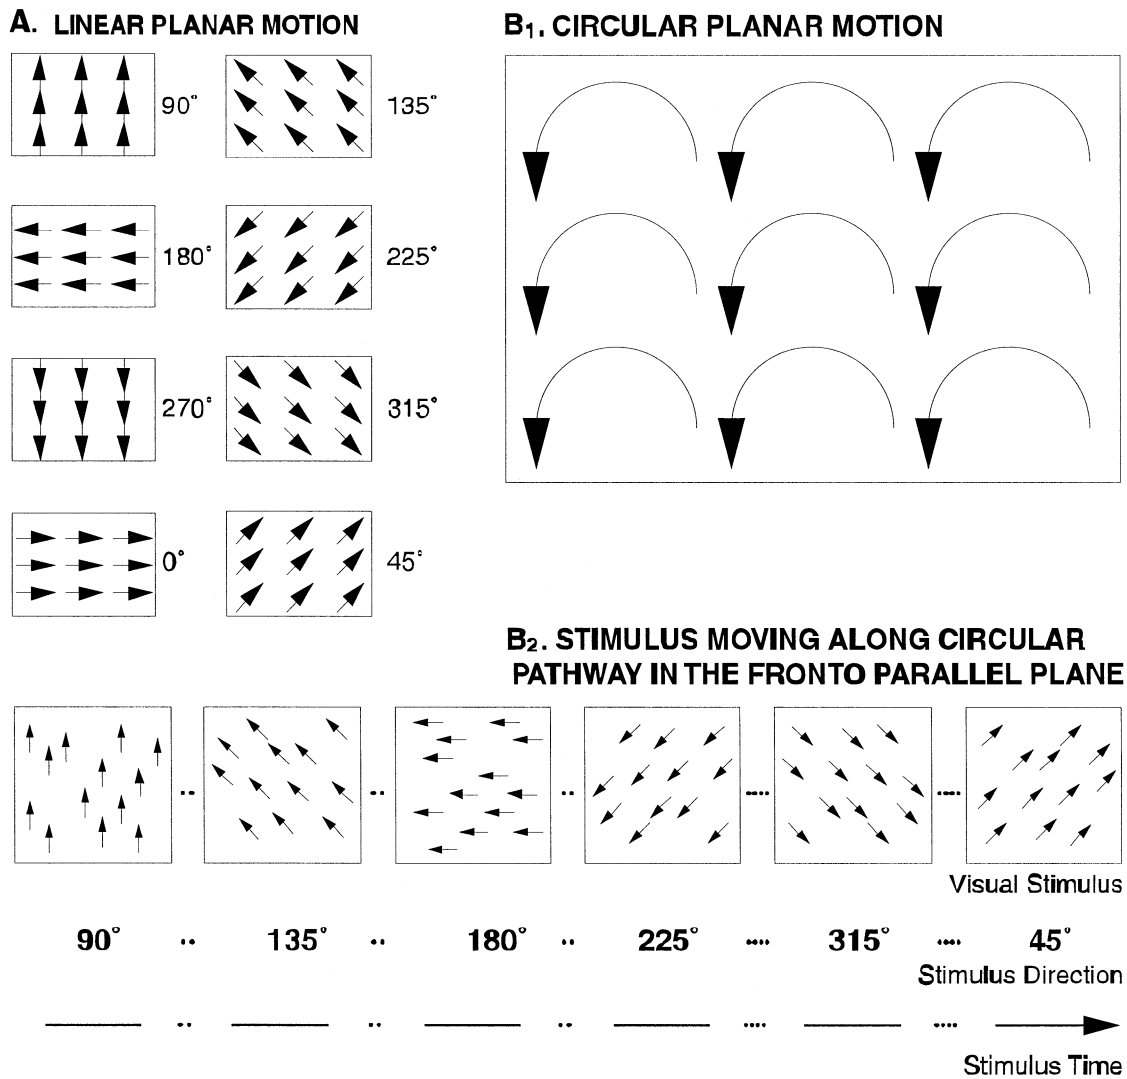 A. LINEAR PLANAR MOTION
B1. CIRCULAR PLANAR MOTION
90° 135°
180° 225°
270° 315°
0° 45°
B2. STIMULUS MOVING ALONG CIRCULAR
PATHWAY IN THE FRONTO PARALLEL PLANE
Visual Stimulus
90° .. 135° .. 180° .. 225° .... 315° .... 45°
Stimulus Direction
Stimulus Time